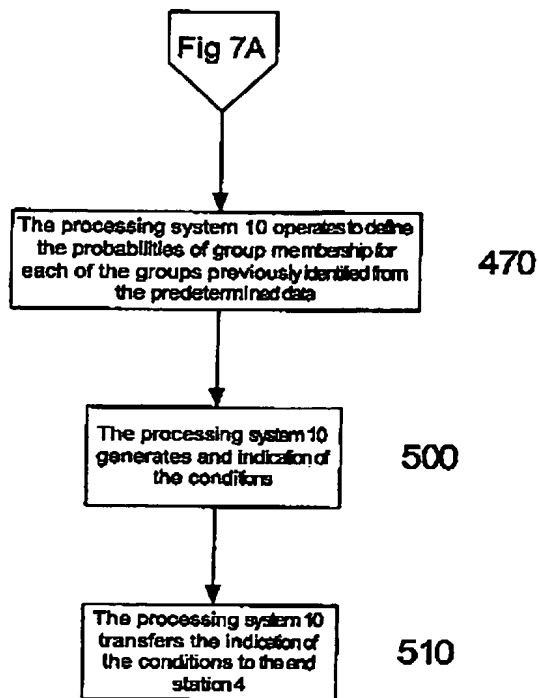 Fig 7A
The processing system 10 operates to define
the probabilities of group membership for
each of the groups previously identified from
the predetermined data
470
The processing system 10
generates and indication of
the conditions
500
The processing system 10
transfers the indication of
the conditions to the end
station 4
510